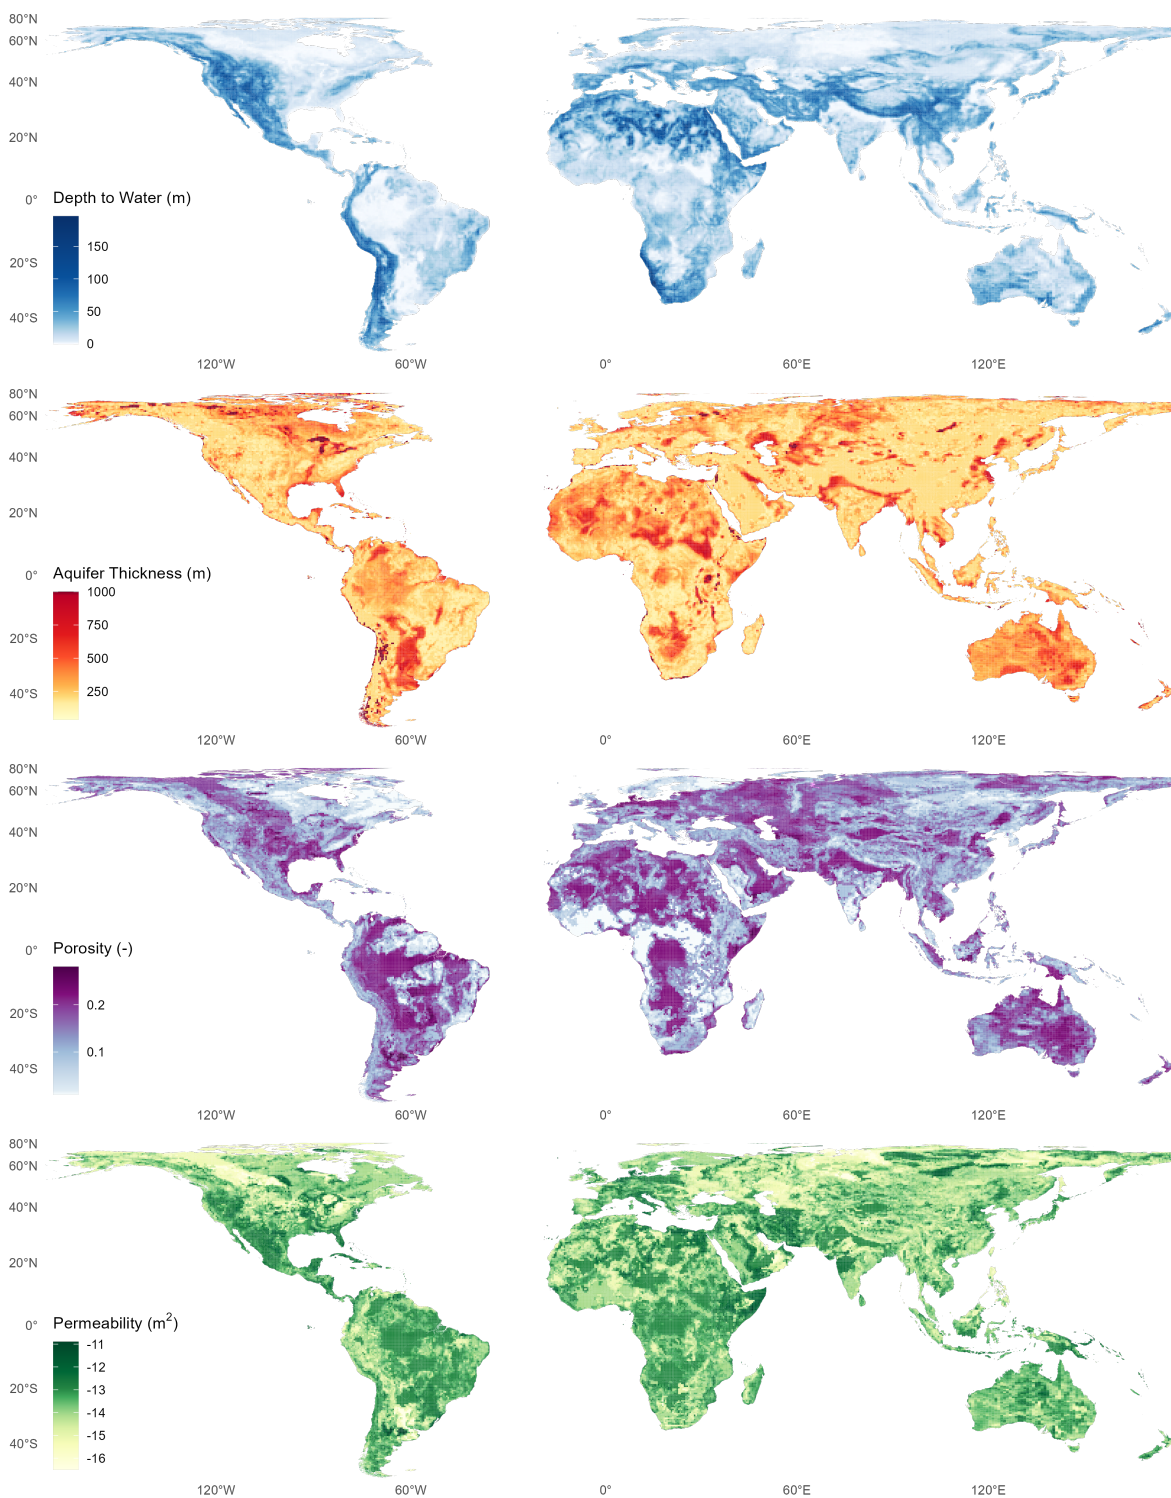 80°N
60°N
40°N
20°N
0°
20°S
40°S
Depth to Water (m)
150
100
50
0
120°W 60°W 0° 60°E 120°E
80°N
60°N
40°N
20°N
0°
20°S
40°S
Aquifer Thickness (m)
1000
750
500
250
120°W 60°W 0° 60°E 120°E
80°N
60°N
40°N
20°N
0°
20°S
40°S
Porosity (-)
0.2
0.1
120°W 60°W 0° 60°E 120°E
80°N
60°N
40°N
20°N
0°
20°S
40°S
Permeability (m²)
-11
-12
-13
-14
-15
-16
120°W 60°W 0° 60°E 120°E